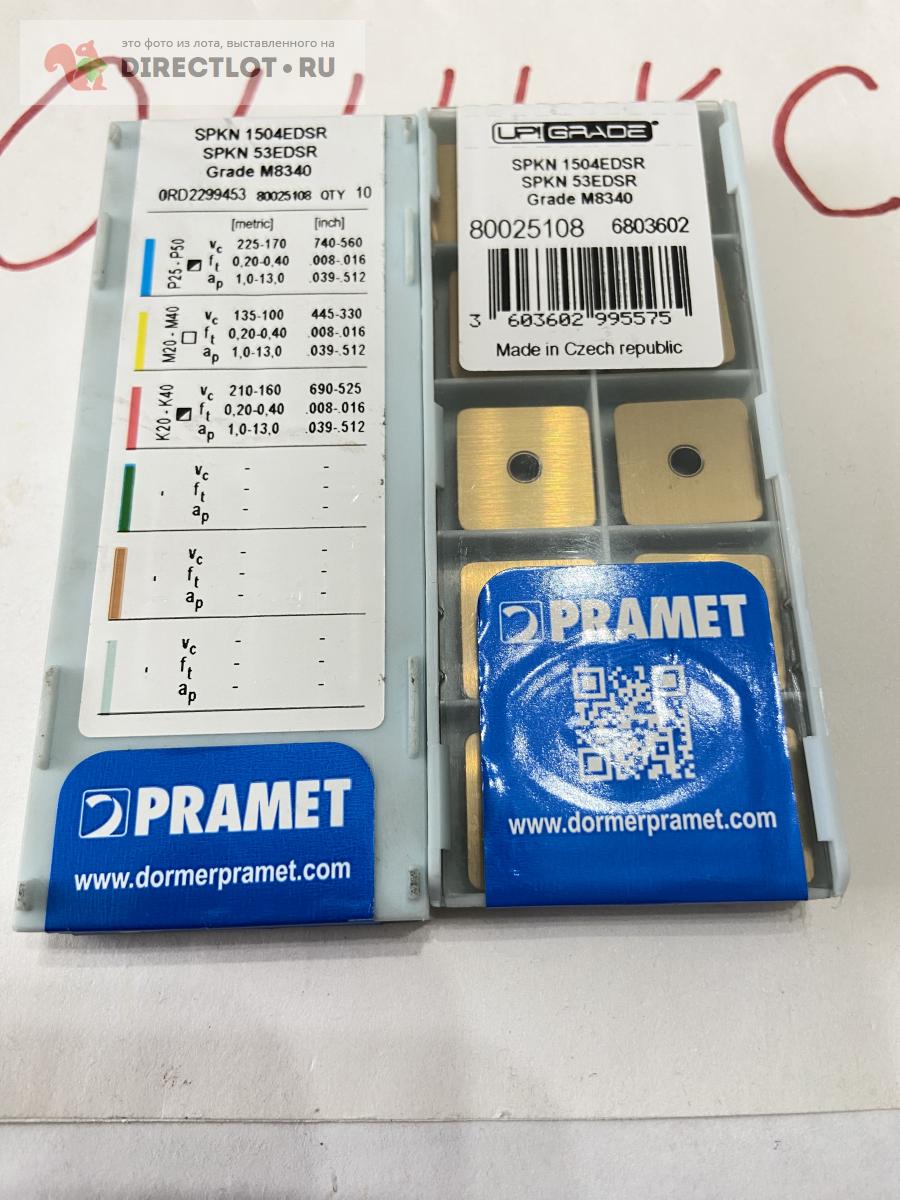 это фото из лота, выставленного на
DIRECTLOT•RU
ОНИКС
SPKN 1504EDSR
SPKN 53EDSR
Grade M8340
0RD2299453 80025108 QTY 10
[metric] [inch]
P25 - P50
vc 225-170 740-560
ft 0,20-0,40 .008-.016
ap 1,0-13,0 .039-.512
M20 - M40
vc 135-100 445-330
ft 0,20-0,40 .008-.016
ap 1,0-13,0 .039-.512
K20 - K40
vc 210-160 690-525
ft 0,20-0,40 .008-.016
ap 1,0-13,0 .039-.512
vc - -
ft - -
ap - -
vc - -
ft - -
ap - -
vc - -
ft - -
ap - -
PRAMET
www.dormerpramet.com
UP!GRADE
SPKN 1504EDSR
SPKN 53EDSR
Grade M8340
80025108 6803602
3 603602 995575
Made in Czech republic
PRAMET
www.dormerpramet.com